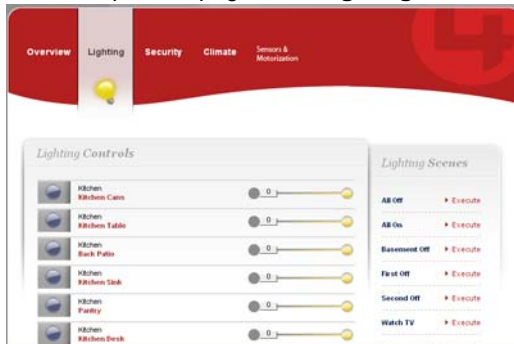 Overview
Lighting
Security
Climate
Sensors &
Motorization
Lighting Controls
Kitchen
Kitchen Cans
0
Kitchen
Kitchen Table
0
Kitchen
Back Patio
0
Kitchen
Kitchen Sink
0
Kitchen
Pantry
0
Kitchen
Kitchen Desk
0
Lighting Scenes
All Off Execute
All On Execute
Basement Off Execute
First Off Execute
Second Off Execute
Watch TV Execute